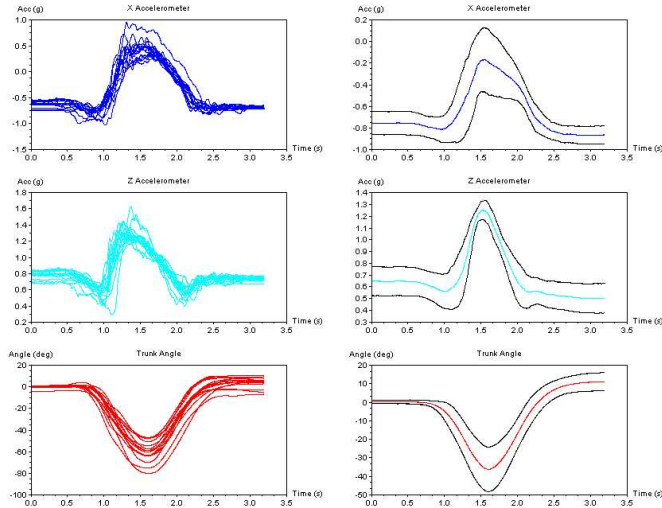 Acc (g)
X Accelerometer
1.0
0.5
0.0
-0.5
-1.0
-1.5
0.0 0.5 1.0 1.5 2.0 2.5 3.0 3.5
Time (s)
Acc (g)
X Accelerometer
0.2
0.0
-0.2
-0.4
-0.6
-0.8
-1.0
0.0 0.5 1.0 1.5 2.0 2.5 3.0 3.5
Time (s)
Acc (g)
Z Accelerometer
1.8
1.6
1.4
1.2
1.0
0.8
0.6
0.4
0.2
0.0 0.5 1.0 1.5 2.0 2.5 3.0 3.5
Time (s)
Acc (g)
Z Accelerometer
1.4
1.3
1.2
1.1
1.0
0.9
0.8
0.7
0.6
0.5
0.4
0.3
0.0 0.5 1.0 1.5 2.0 2.5 3.0 3.5
Time (s)
Angle (deg)
Trunk Angle
20
0
-20
-40
-60
-80
-100
0.0 0.5 1.0 1.5 2.0 2.5 3.0 3.5
Time (s)
Angle (deg)
Trunk Angle
20
10
0
-10
-20
-30
-40
-50
0.0 0.5 1.0 1.5 2.0 2.5 3.0 3.5
Time (s)